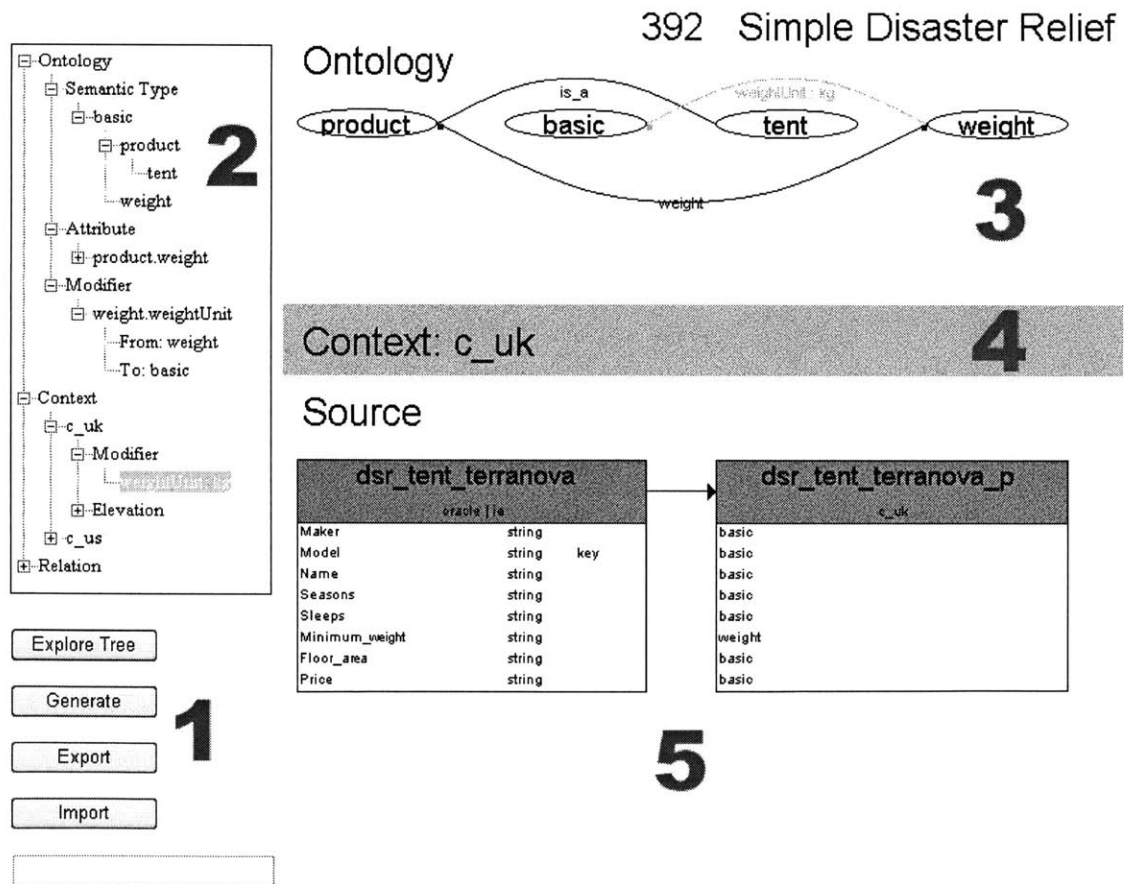 392 Simple Disaster Relief
Ontology
Semantic Type
basic
product
tent
weight
Attribute
product.weight
Modifier
weight.weightUnit
From: weight
To: basic
Context
c_uk
Modifier
weightUnit: kg
Elevation
c_us
Relation
2
Explore Tree
Generate
Export
Import
1
Ontology
is_a
weightUnit : kg
product
basic
tent
weight
weight
3
Context: c_uk
4
Source
dsr_tent_terranova
oracle | ie
Maker string
Model string key
Name string
Seasons string
Sleeps string
Minimum_weight string
Floor_area string
Price string
dsr_tent_terranova_p
c_uk
basic
basic
basic
basic
basic
weight
basic
basic
5